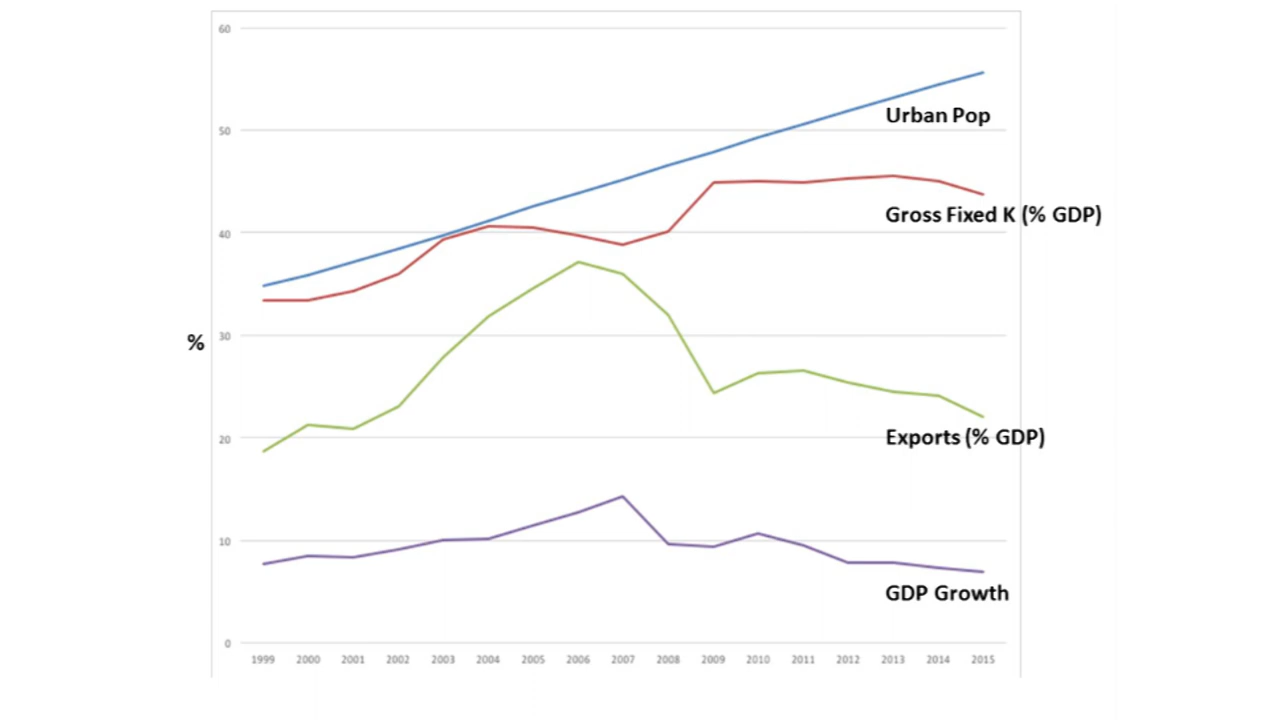 60
Urban Pop
50
Gross Fixed K (% GDP)
40
% 30
20
Exports (% GDP)
10
GDP Growth
0
1999 2000 2001 2002 2003 2004 2005 2006 2007 2008 2009 2010 2011 2012 2013 2014 2015